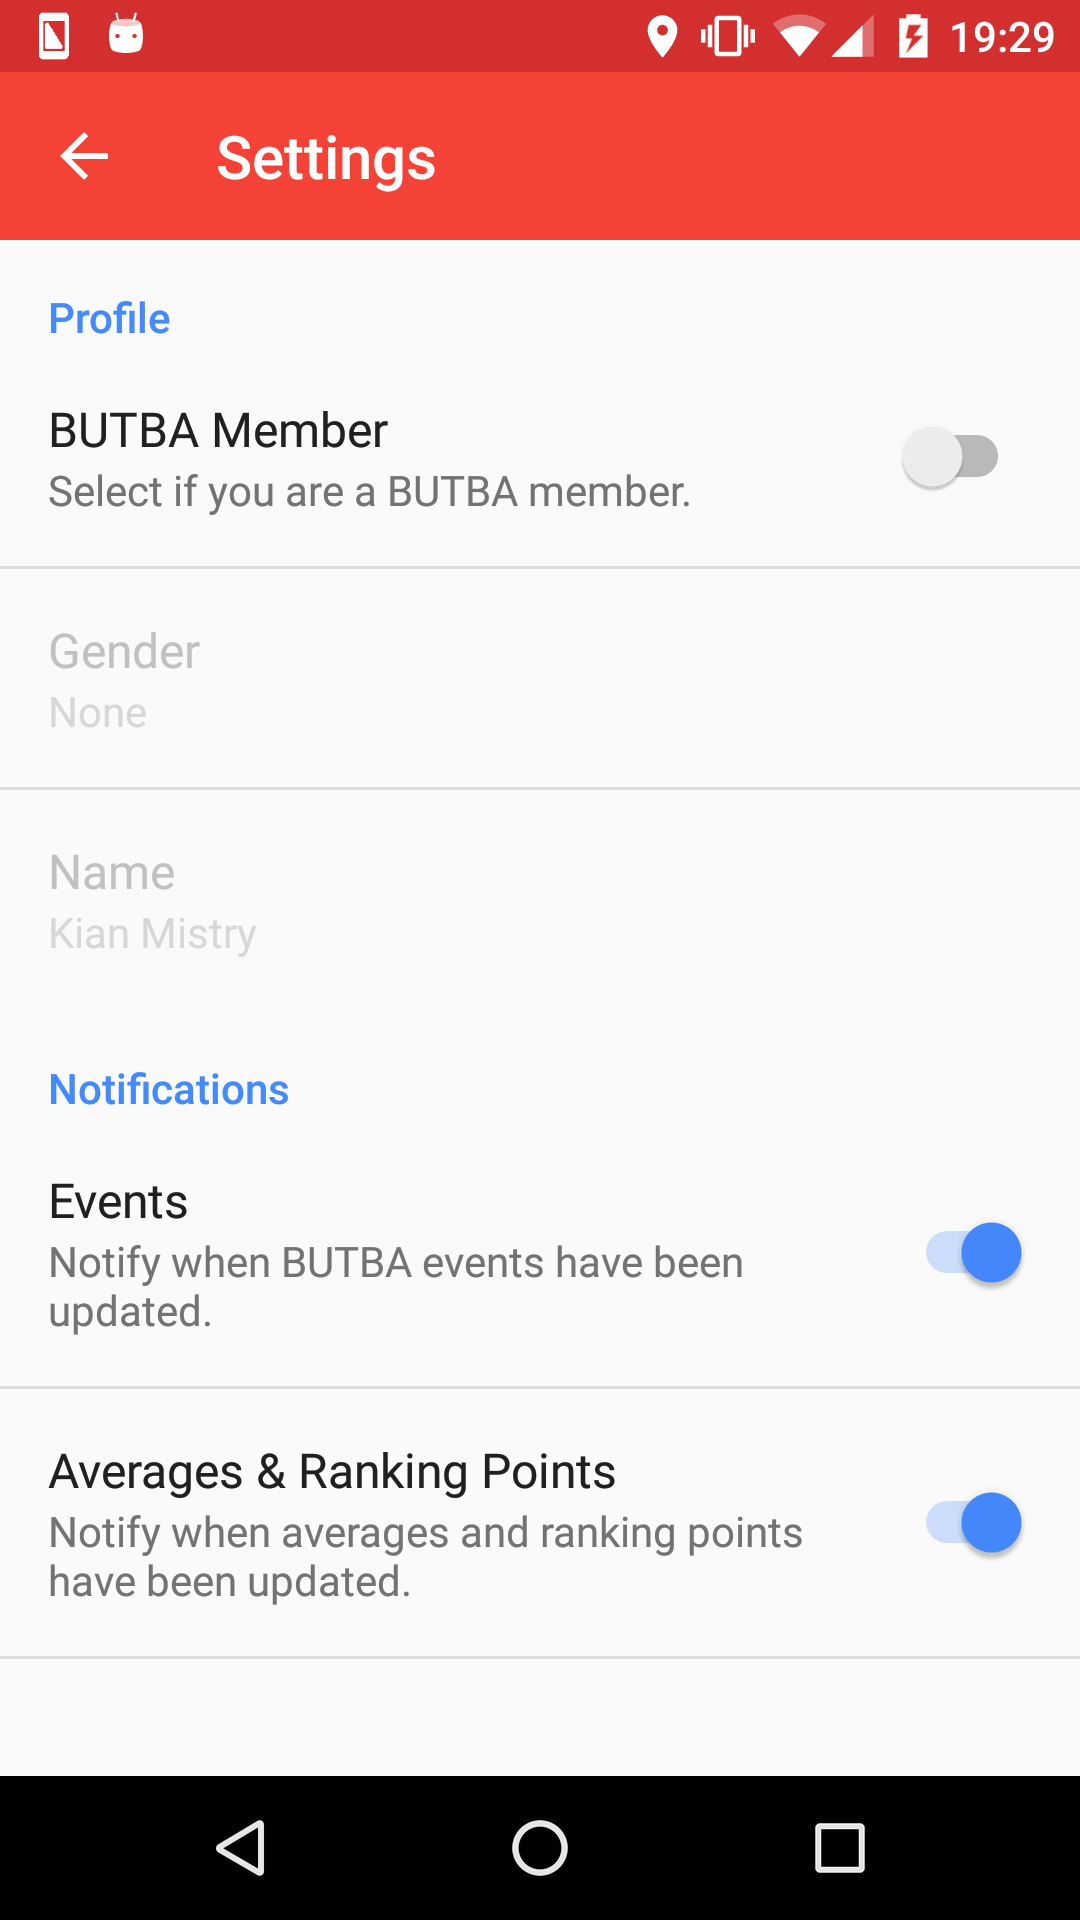 19:29
Settings
Profile
BUTBA Member
Select if you are a BUTBA member.
Gender
None
Name
Kian Mistry
Notifications
Events
Notify when BUTBA events have been
updated.
Averages & Ranking Points
Notify when averages and ranking points
have been updated.